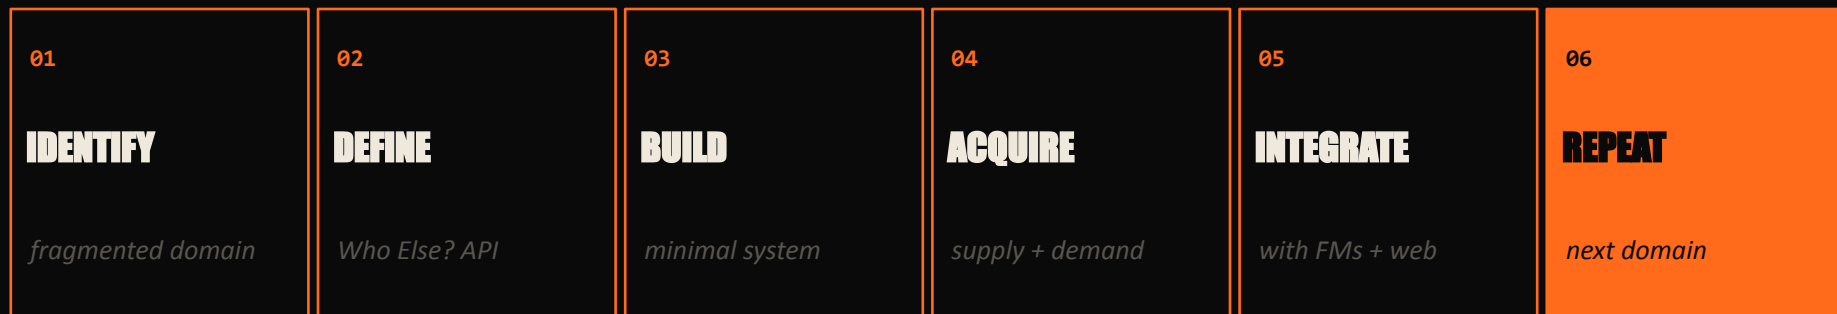 01
IDENTIFY
fragmented domain
02
DEFINE
Who Else? API
03
BUILD
minimal system
04
ACQUIRE
supply + demand
05
INTEGRATE
with FMs + web
06
REPEAT
next domain